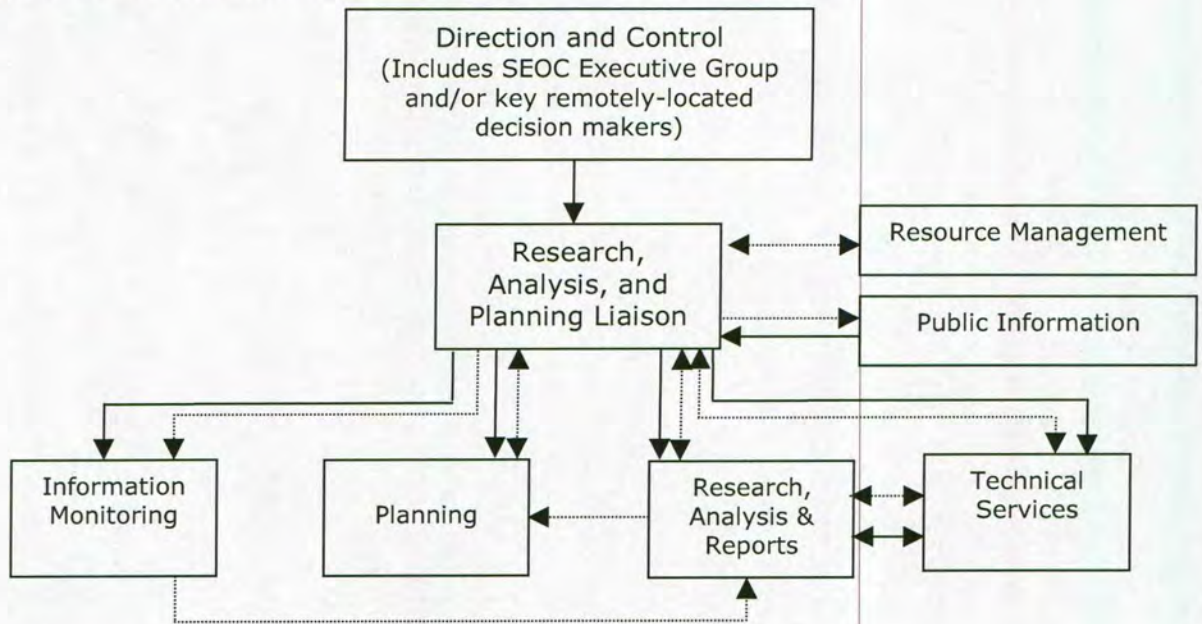 Direction and Control
(Includes SEOC Executive Group
and/or key remotely-located
decision makers)
Research,
Analysis, and
Planning Liaison
Resource Management
Public Information
Information
Monitoring
Planning
Research,
Analysis &
Reports
Technical
Services